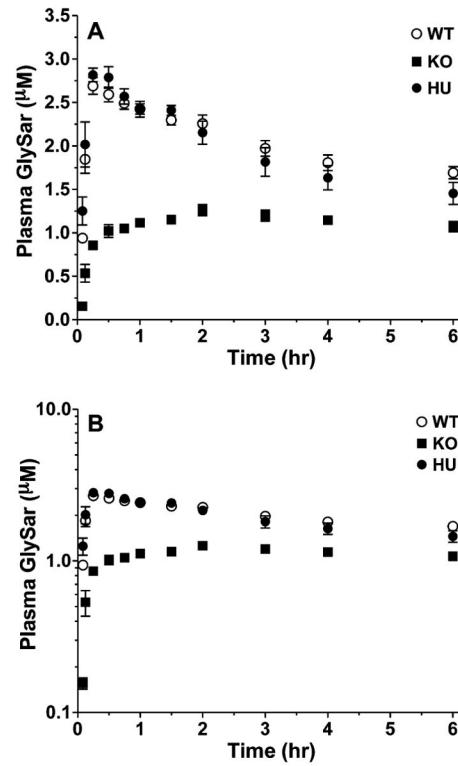 A
WT
KO
HU
Plasma GlySar (µM)
3.5
3.0
2.5
2.0
1.5
1.0
0.5
0.0
0 1 2 3 4 5 6
Time (hr)
B
WT
KO
HU
Plasma GlySar (µM)
10.0
1.0
0.1
0 1 2 3 4 5 6
Time (hr)